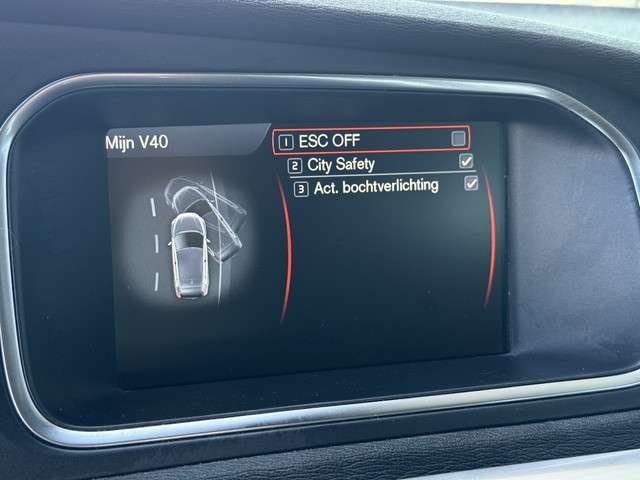 Mijn V40
1 ESC OFF
2 City Safety
3 Act. bochtverlichting